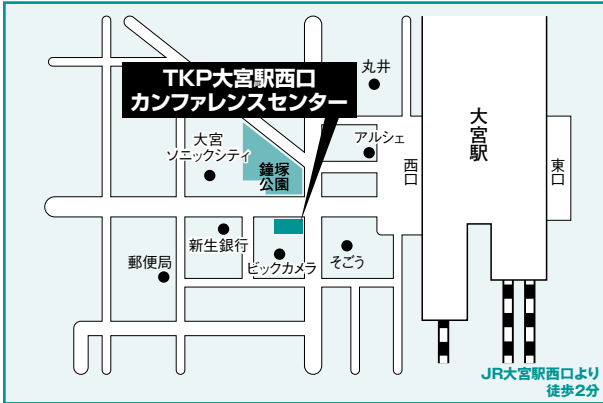 TKP大宮駅西口
カンファレンスセンター
丸井
大宮
ソニックシティ
アルシェ
鐘塚
公園
西口
大宮駅
東口
新生銀行
郵便局
ビックカメラ
そごう
JR大宮駅西口より
徒歩2分